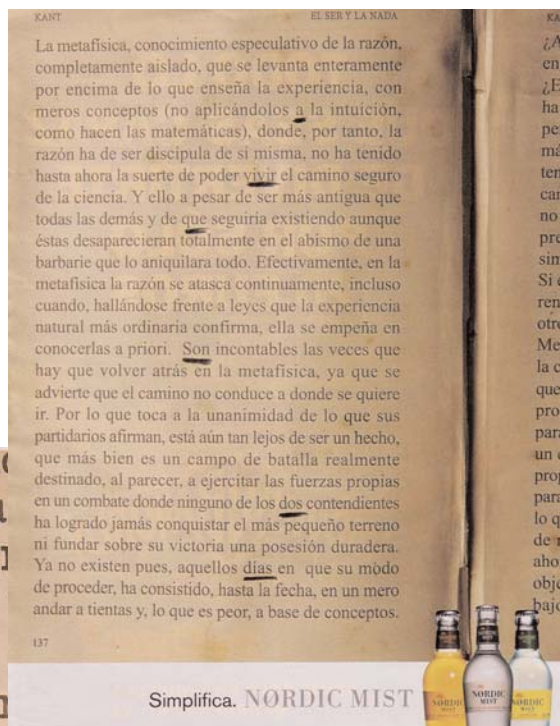 KANT
EL SER Y LA NADA
La metafísica, conocimiento especulativo de la razón,
completamente aislado, que se levanta enteramente
por encima de lo que enseña la experiencia, con
meros conceptos (no aplicándolos a la intuición,
como hacen las matemáticas), donde, por tanto, la
razón ha de ser discípula de sí misma, no ha tenido
hasta ahora la suerte de poder vivir el camino seguro
de la ciencia. Y ello a pesar de ser más antigua que
todas las demás y de que seguiria existiendo aunque
éstas desaparecieran totalmente en el abismo de una
barbarie que lo aniquilara todo. Efectivamente, en la
metafísica la razón se atasca continuamente, incluso
cuando, hallándose frente a leyes que la experiencia
natural más ordinaria confirma, ella se empeña en
conocerlas a priori. Son incontables las veces que
hay que volver atrás en la metafísica, ya que se
advierte que el camino no conduce a donde se quiere
ir. Por lo que toca a la unanimidad de lo que sus
partidarios afirman, está aún tan lejos de ser un hecho,
que más bien es un campo de batalla realmente
destinado, al parecer, a ejercitar las fuerzas propias
en un combate donde ninguno de los dos contendientes
ha logrado jamás conquistar el más pequeño terreno
ni fundar sobre su victoria una posesión duradera.
Ya no existen pues, aquellos días en que su modo
de proceder, ha consistido, hasta la fecha, en un mero
andar a tientas y, lo que es peor, a base de conceptos.
137
Simplifica. NORDIC MIST
NORDIC MIST